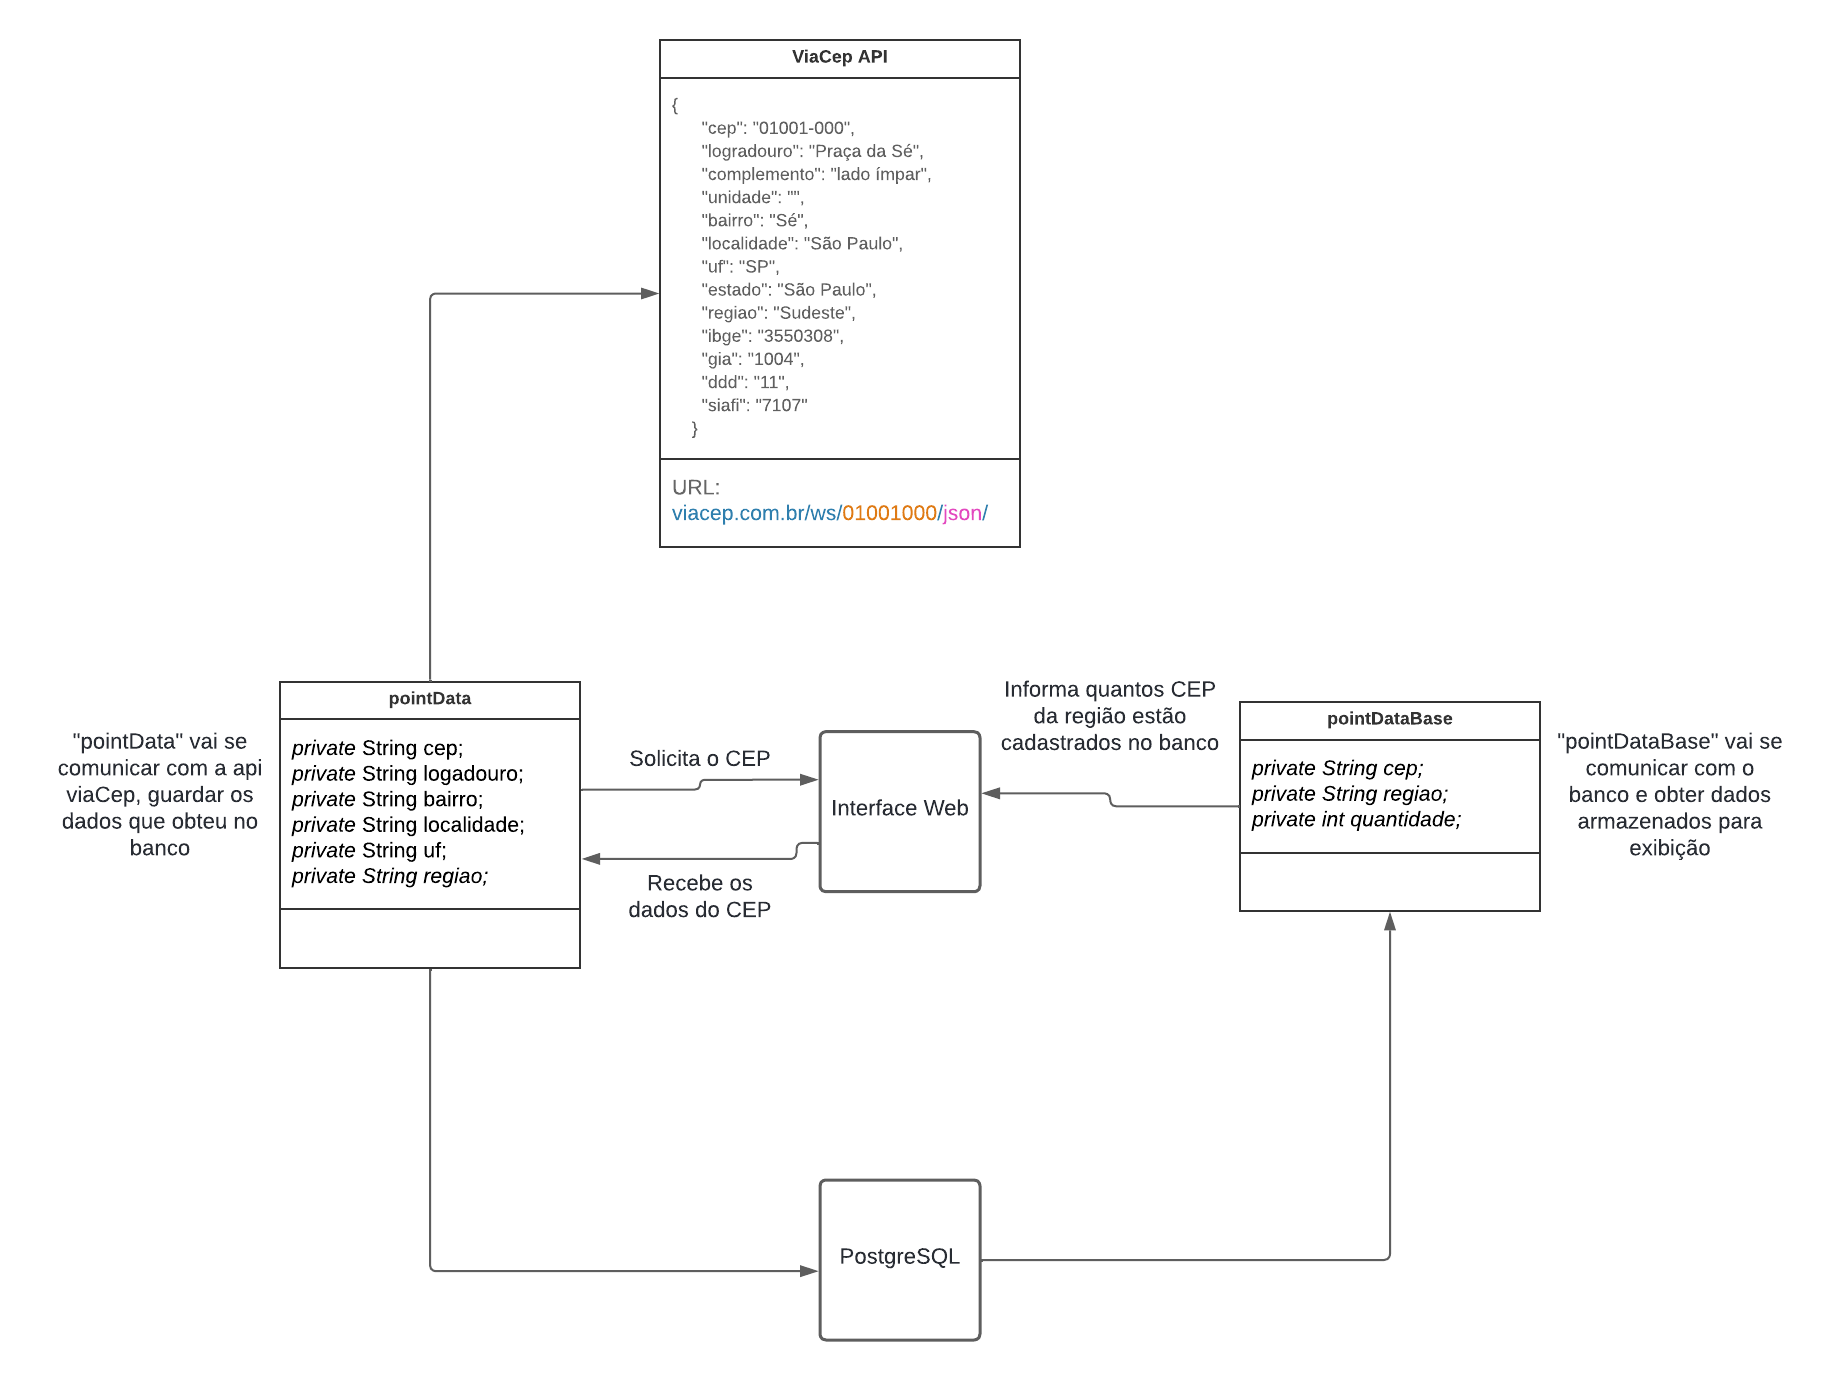 ViaCep API
{
"cep": "01001-000",
"logradouro": "Praça da Sé",
"complemento": "lado ímpar",
"unidade": "",
"bairro": "Sé",
"localidade": "São Paulo",
"uf": "SP",
"estado": "São Paulo",
"regiao": "Sudeste",
"ibge": "3550308",
"gia": "1004",
"ddd": "11",
"siafi": "7107"
}
URL:
viacep.com.br/ws/01001000/json/
"pointData" vai se
comunicar com a api
viaCep, guardar os
dados que obteu no
banco
pointData
private String cep;
private String logadouro;
private String bairro;
private String localidade;
private String uf;
private String regiao;
Solicita o CEP
Recebe os
dados do CEP
Interface Web
Informa quantos CEP
da região estão
cadastrados no banco
pointDataBase
private String cep;
private String regiao;
private int quantidade;
"pointDataBase" vai se
comunicar com o
banco e obter dados
armazenados para
exibição
PostgreSQL